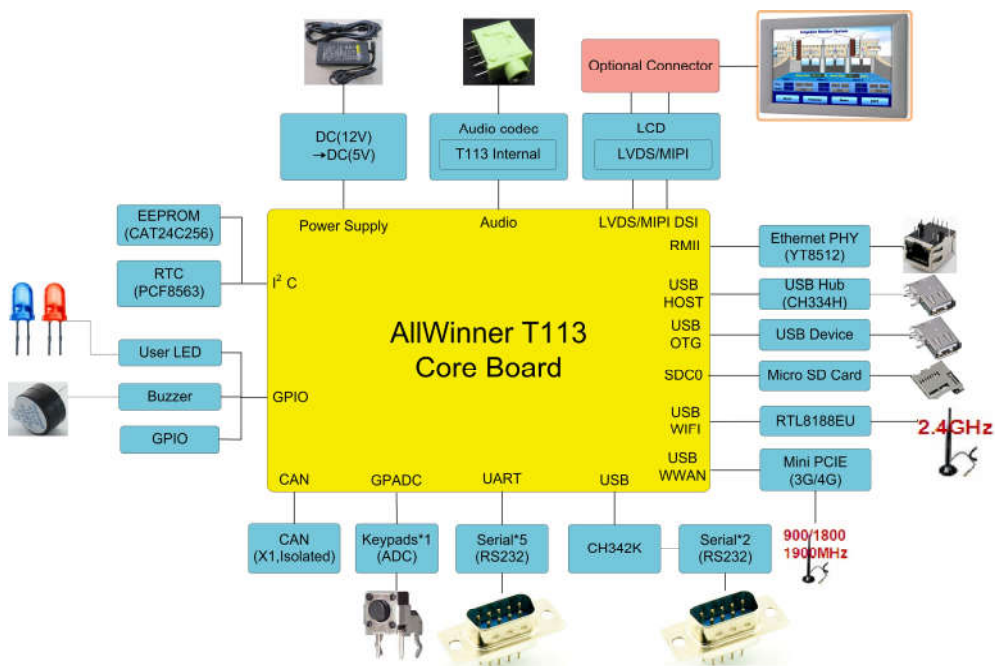 Optional Connector
DC(12V)
→DC(5V)
Audio codec
T113 Internal
LCD
LVDS/MIPI
Power Supply
Audio
LVDS/MIPI DSI
EEPROM
(CAT24C256)
RTC
(PCF8563)
I² C
User LED
Buzzer
GPIO
GPIO
AllWinner T113
Core Board
RMII
Ethernet PHY
(YT8512)
USB
HOST
USB Hub
(CH334H)
USB
OTG
USB Device
SDC0
Micro SD Card
USB
WIFI
RTL8188EU
2.4GHz
USB
WWAN
Mini PCIE
(3G/4G)
900/1800
1900MHz
CAN
GPADC
UART
USB
CAN
(X1,Isolated)
Keypads*1
(ADC)
Serial*5
(RS232)
CH342K
Serial*2
(RS232)